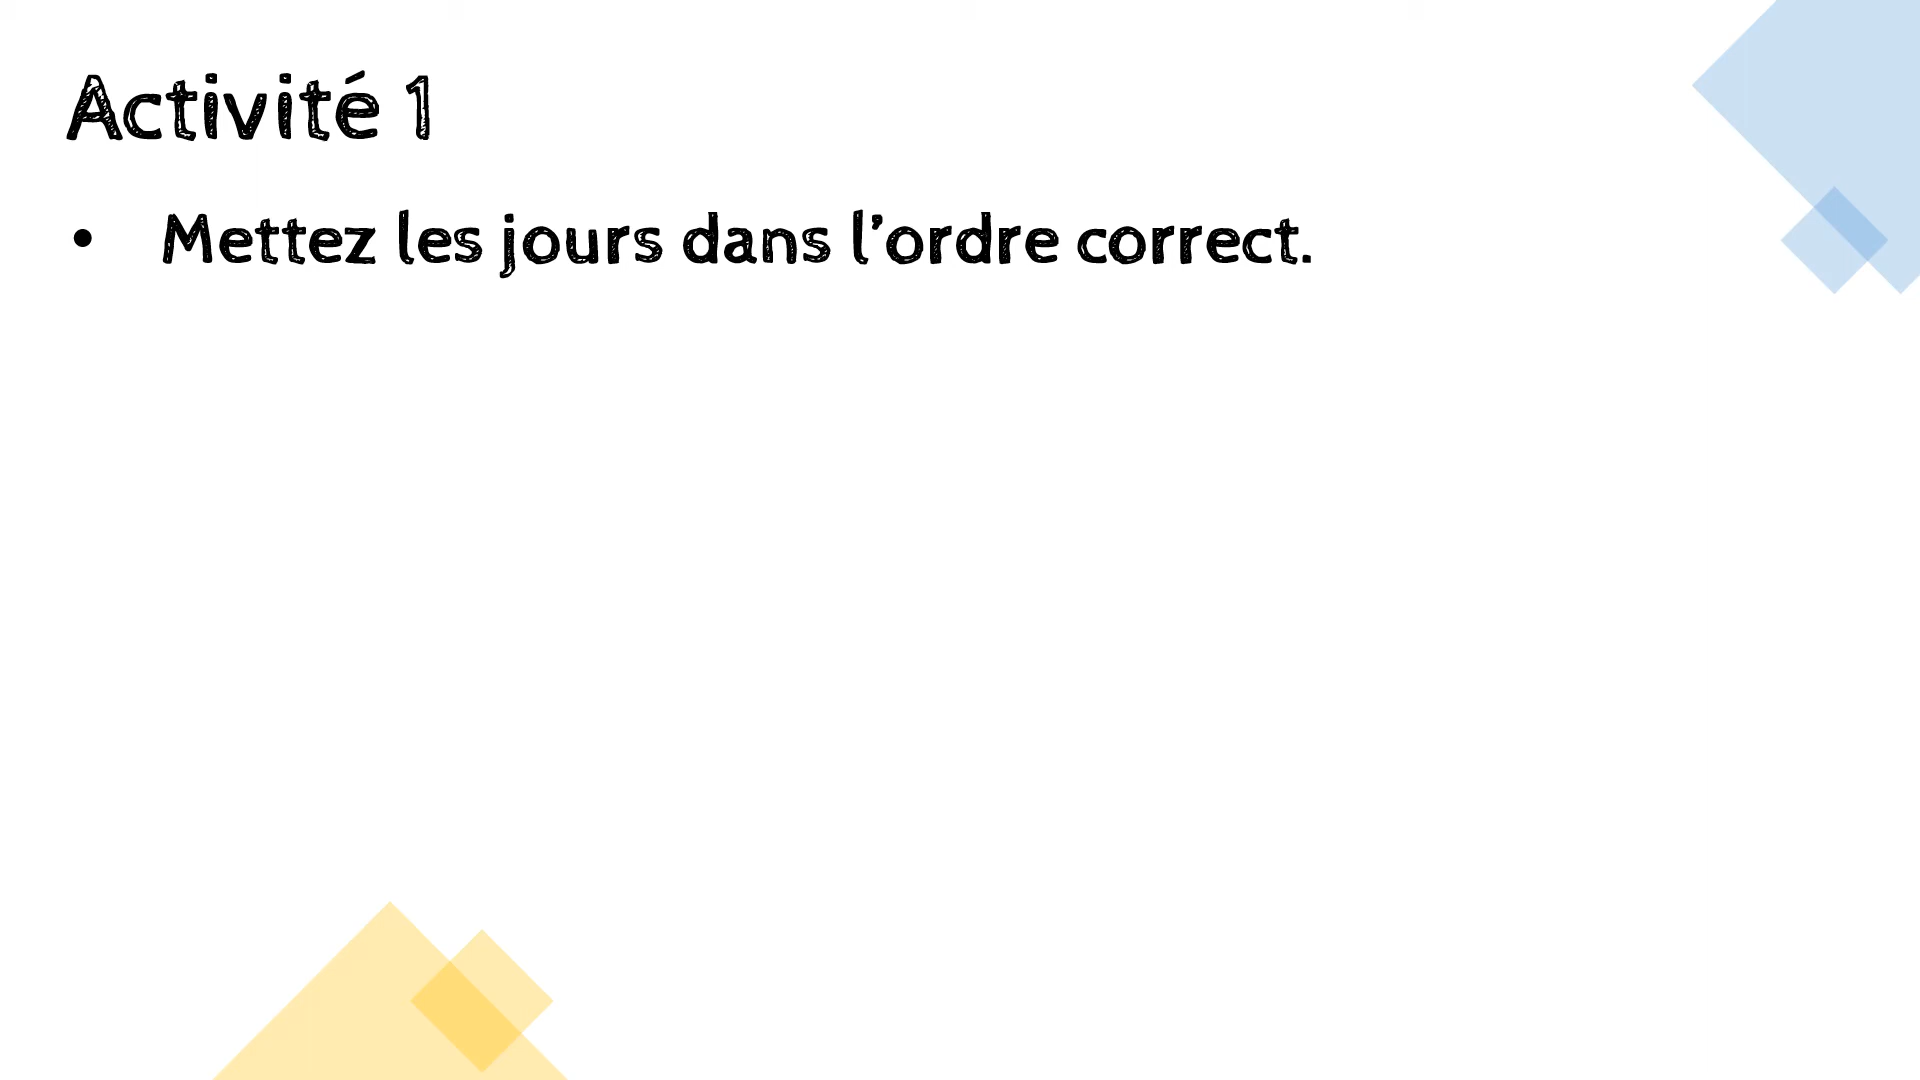 Activité 1
• Mettez les jours dans l’ordre correct.